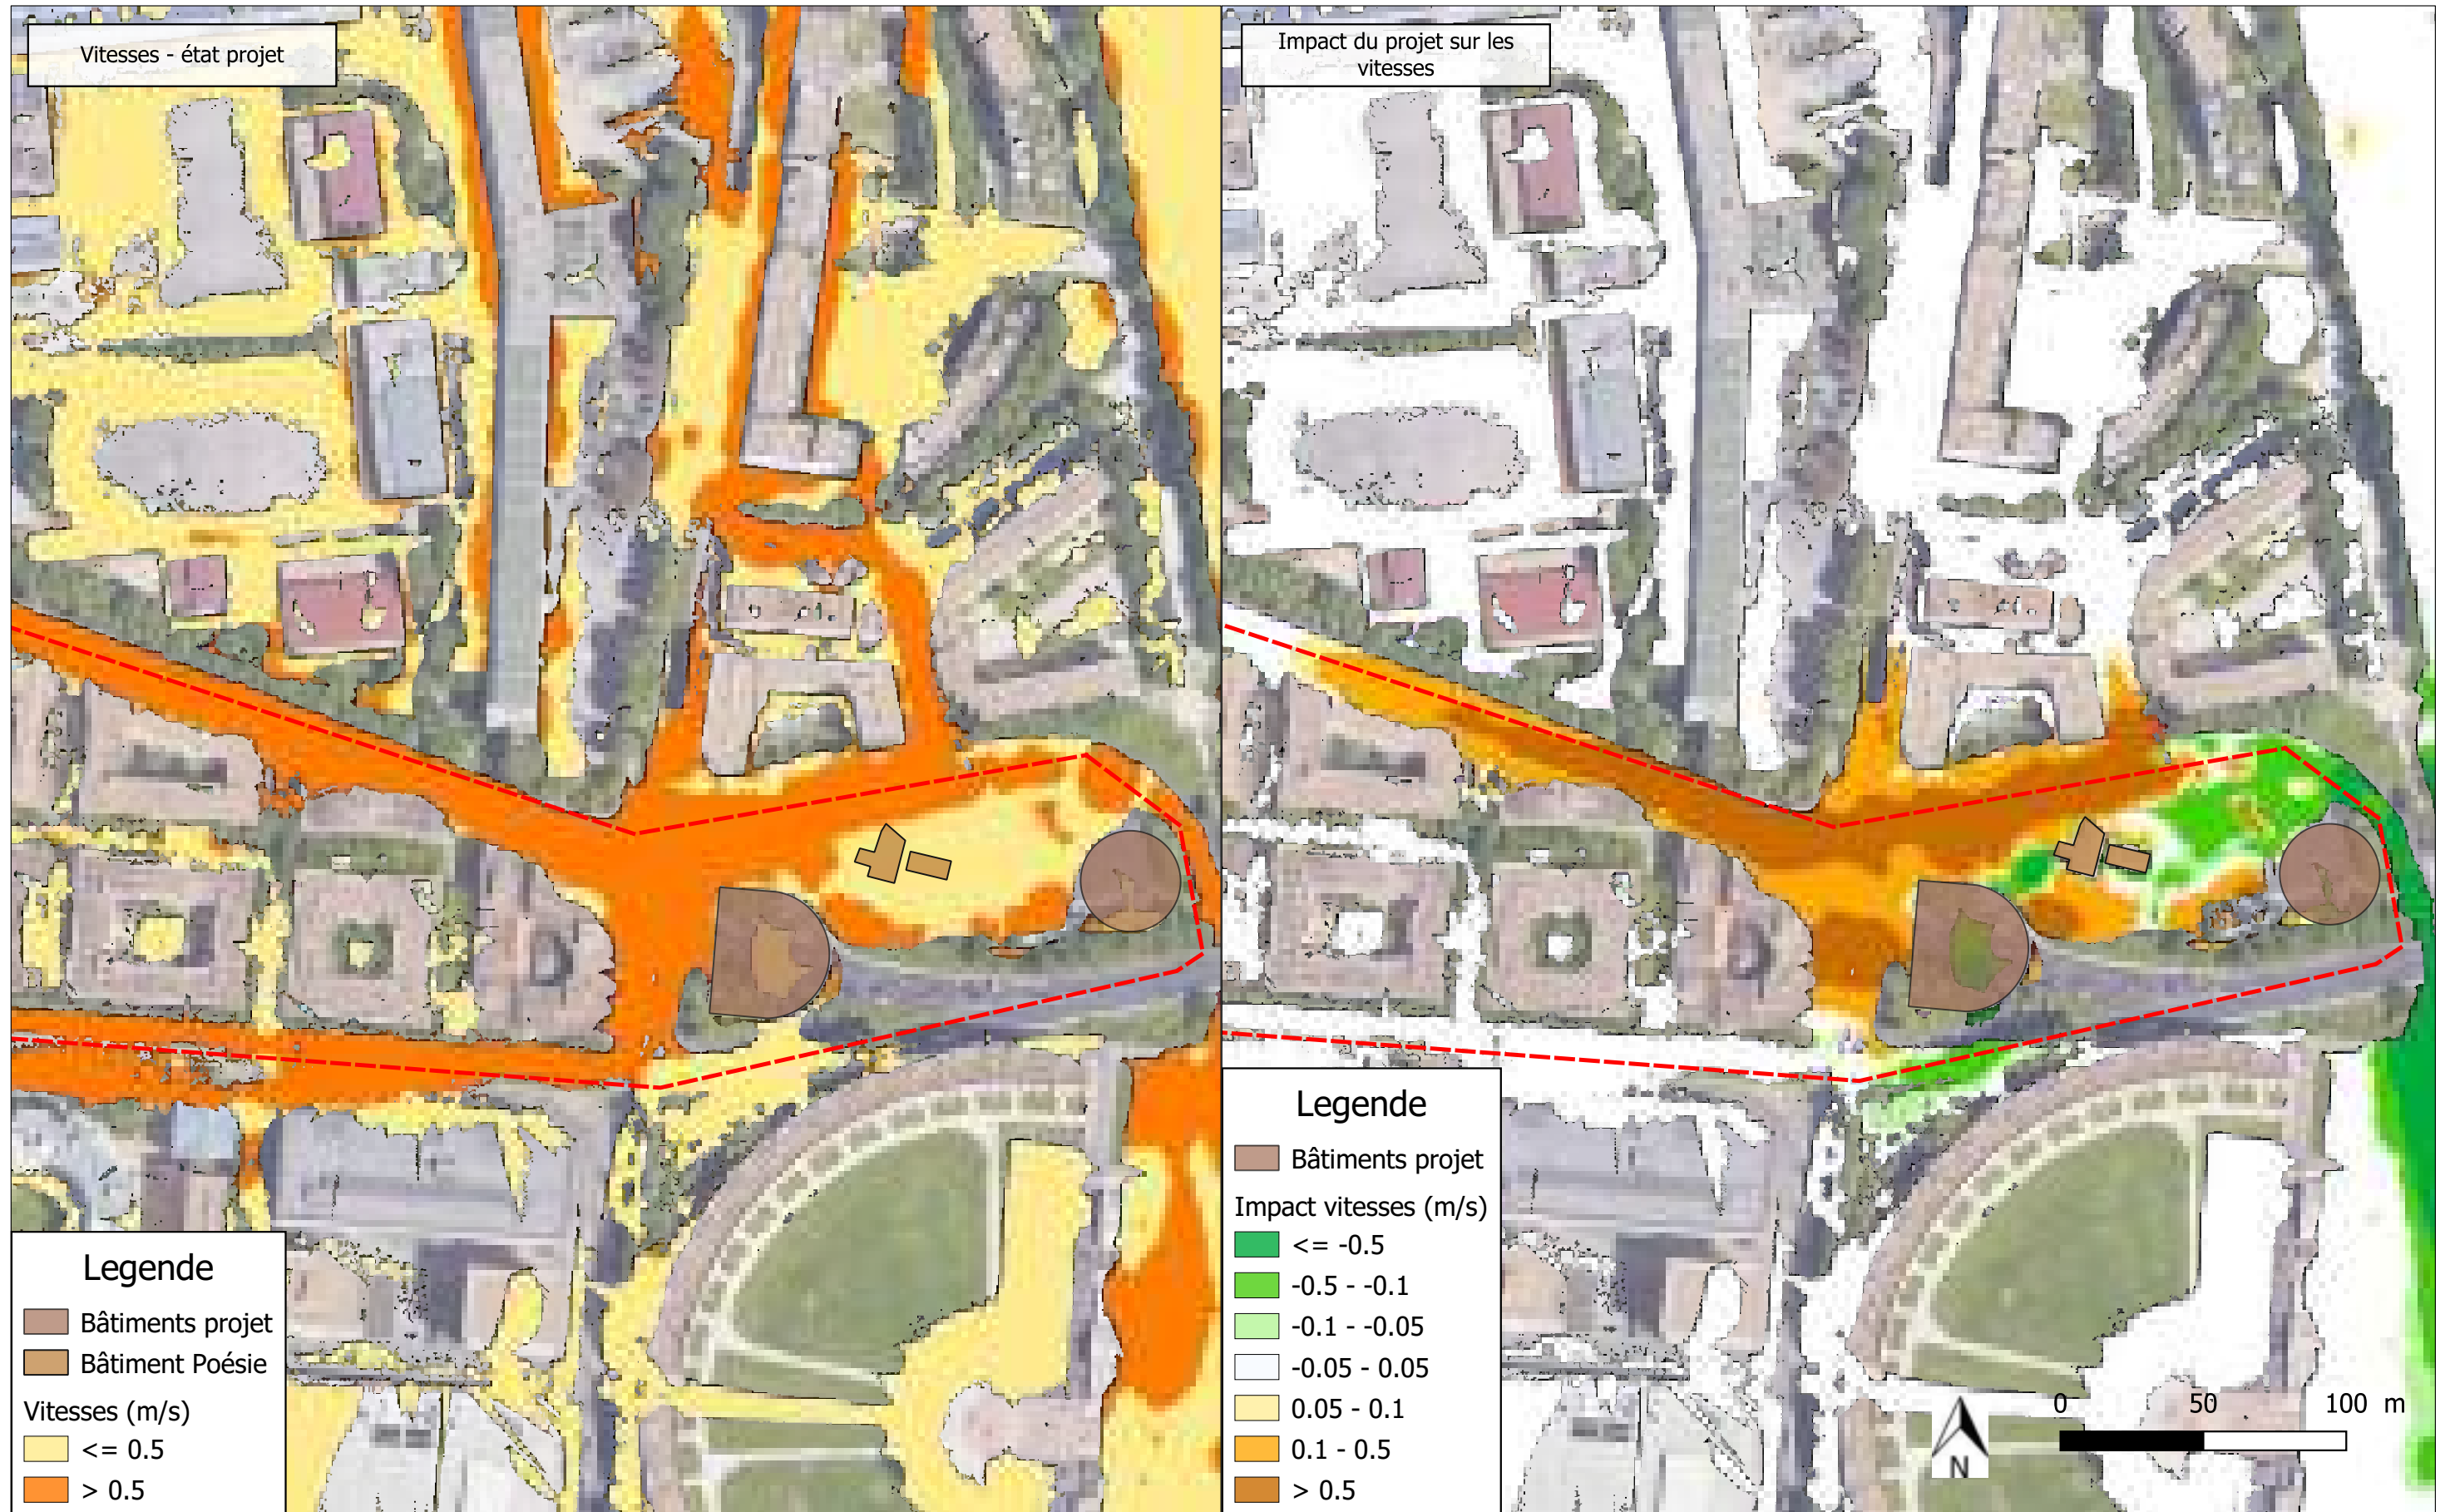 Vitesses - état projet
Legende
Bâtiments projet
Bâtiment Poésie
Vitesses (m/s)
<= 0.5
> 0.5
Impact du projet sur les
vitesses
Legende
Bâtiments projet
Impact vitesses (m/s)
<= -0.5
-0.5 - -0.1
-0.1 - -0.05
-0.05 - 0.05
0.05 - 0.1
0.1 - 0.5
> 0.5
N
0 50 100 m